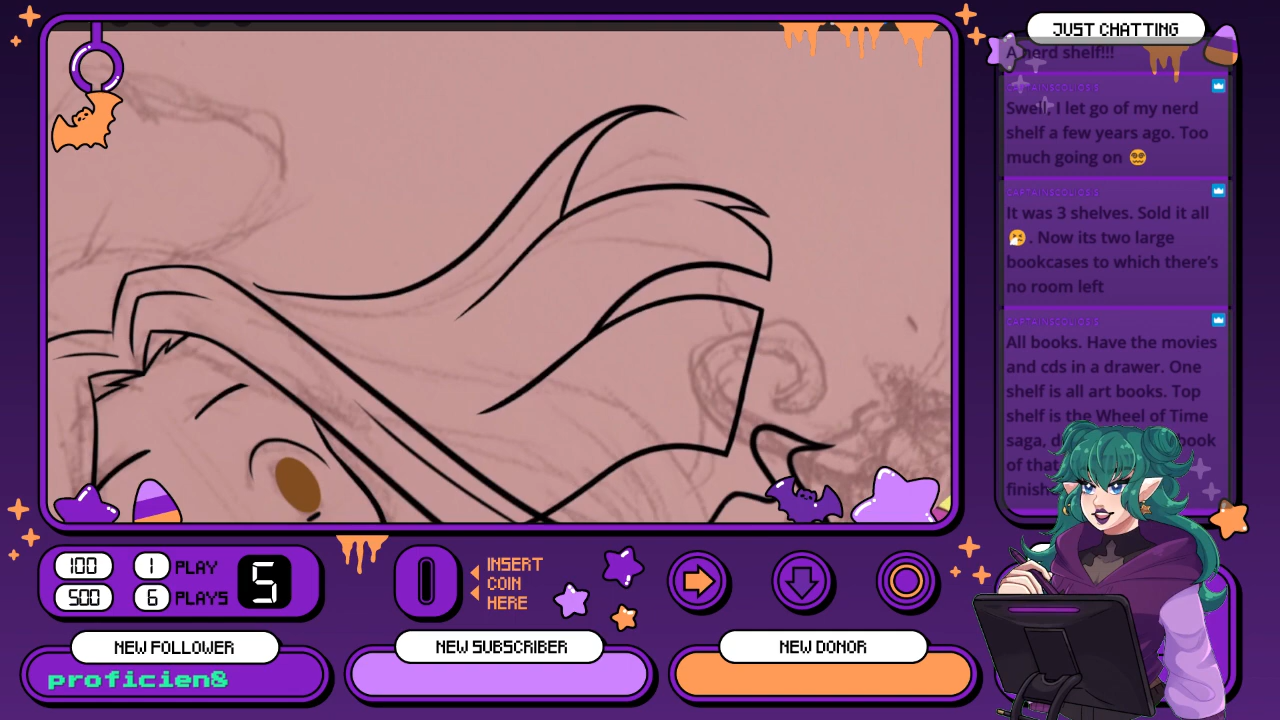 JUST CHATTING
A nerd shelf!!!
Swell, I let go of my nerd
shelf a few years ago. Too
much going on
It was 3 shelves. Sold it all
. Now its two large
bookcases to which there's
no room left
All books. Have the movies
and cds in a drawer. One
shelf is all art books. Top
shelf is the Wheel of Time
saga, book
of that
finish
100 1 PLAY
500 6 PLAYS
5
INSERT
COIN
HERE
NEW FOLLOWER
proficien&
NEW SUBSCRIBER
NEW DONOR